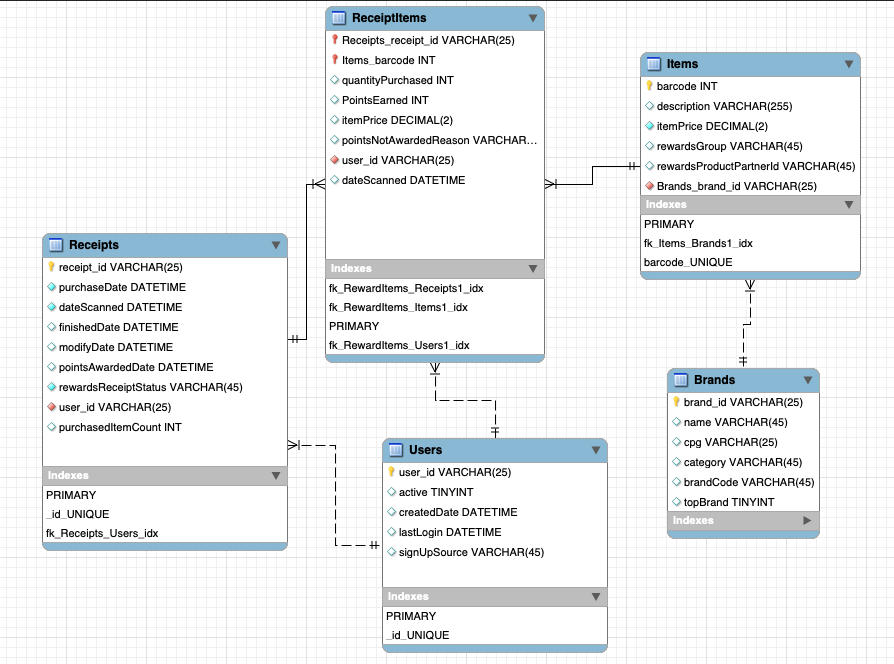 ReceiptItems
Receipts_receipt_id VARCHAR(25)
Items_barcode INT
quantityPurchased INT
PointsEarned INT
itemPrice DECIMAL(2)
pointsNotAwardedReason VARCHAR...
user_id VARCHAR(25)
dateScanned DATETIME
Indexes
fk_RewardItems_Receipts1_idx
fk_RewardItems_Items1_idx
PRIMARY
fk_RewardItems_Users1_idx
Items
barcode INT
description VARCHAR(255)
itemPrice DECIMAL(2)
rewardsGroup VARCHAR(45)
rewardsProductPartnerId VARCHAR(45)
Brands_brand_id VARCHAR(25)
Indexes
PRIMARY
fk_Items_Brands1_idx
barcode_UNIQUE
Receipts
receipt_id VARCHAR(25)
purchaseDate DATETIME
dateScanned DATETIME
finishedDate DATETIME
modifyDate DATETIME
pointsAwardedDate DATETIME
rewardsReceiptStatus VARCHAR(45)
user_id VARCHAR(25)
purchasedItemCount INT
Indexes
PRIMARY
_id_UNIQUE
fk_Receipts_Users_idx
Users
user_id VARCHAR(25)
active TINYINT
createdDate DATETIME
lastLogin DATETIME
signUpSource VARCHAR(45)
Indexes
PRIMARY
_id_UNIQUE
Brands
brand_id VARCHAR(25)
name VARCHAR(45)
cpg VARCHAR(25)
category VARCHAR(45)
brandCode VARCHAR(45)
topBrand TINYINT
Indexes